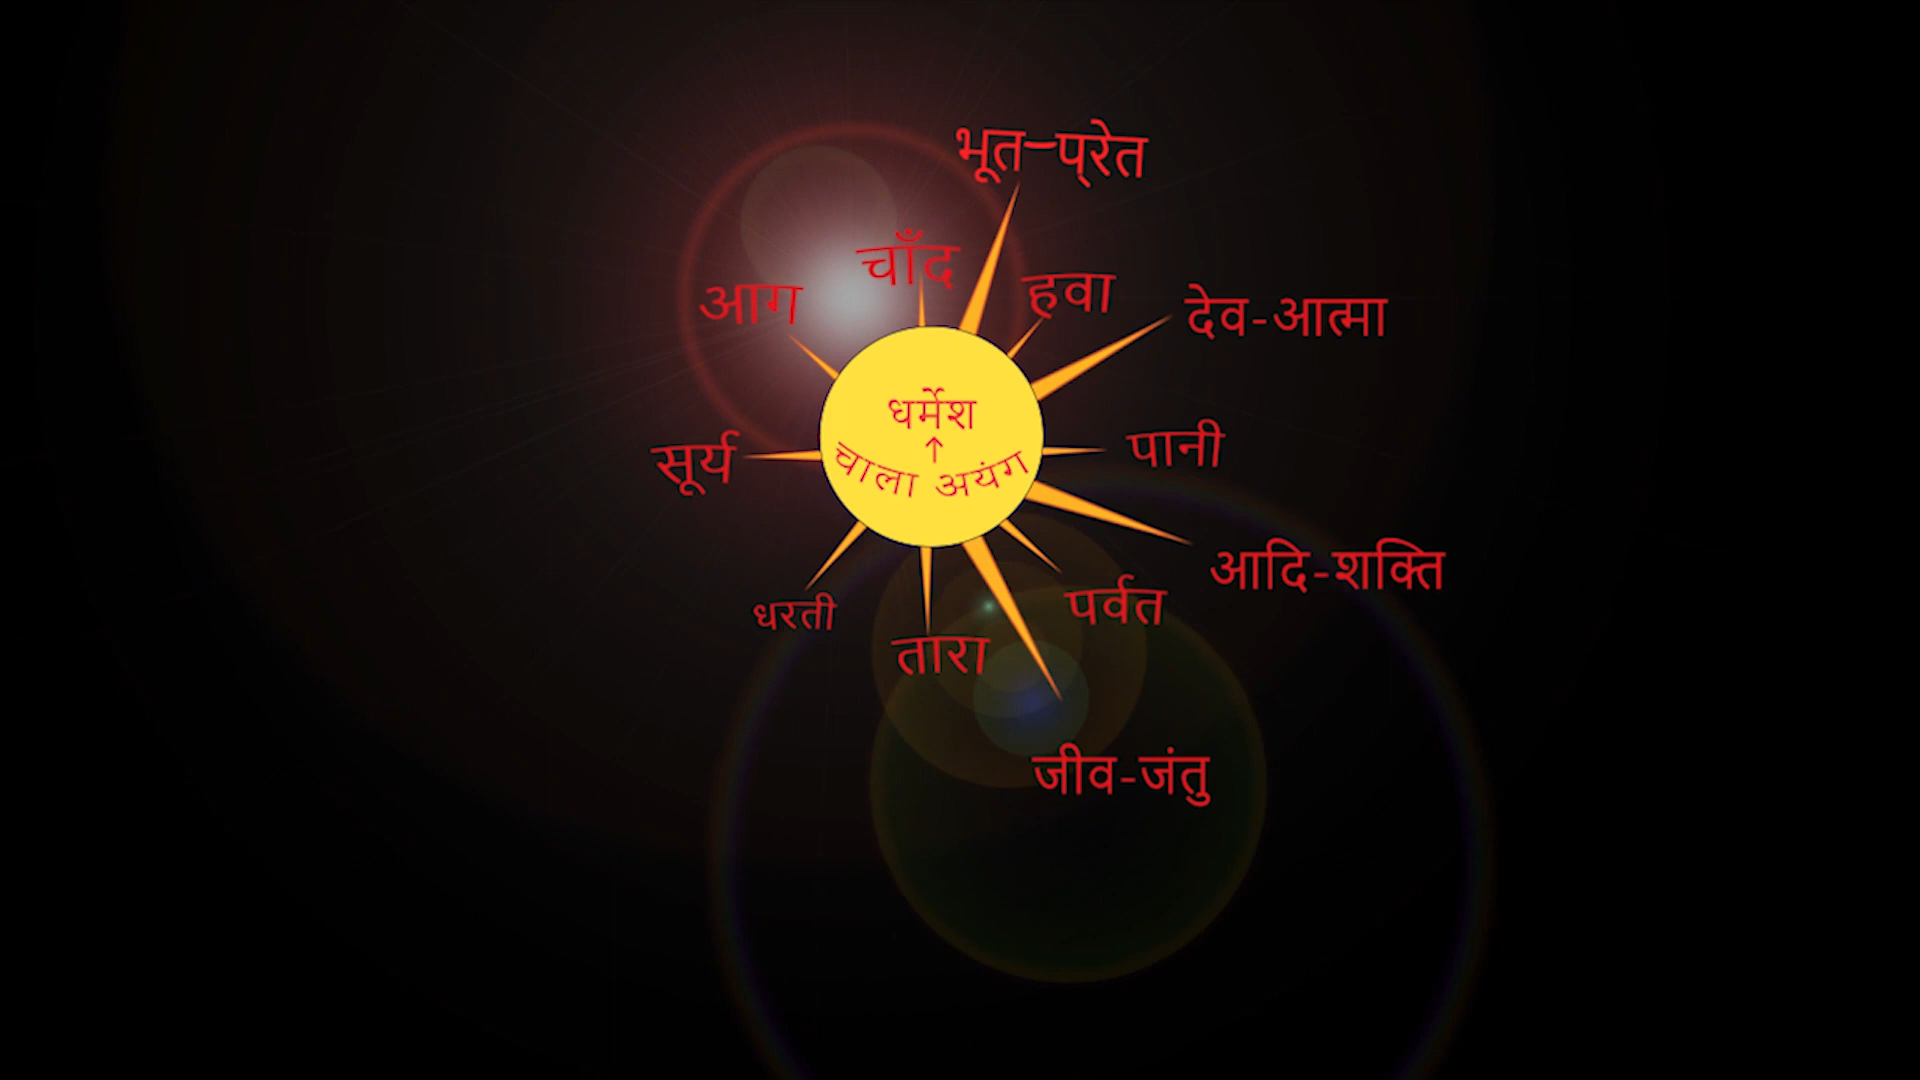 भूत-प्रेत
चाँद
आग
हवा
देव-आत्मा
धर्मेश
↑
चाला अयंग
सूर्य
पानी
आदि-शक्ति
धरती
तारा
पर्वत
जीव-जंतु